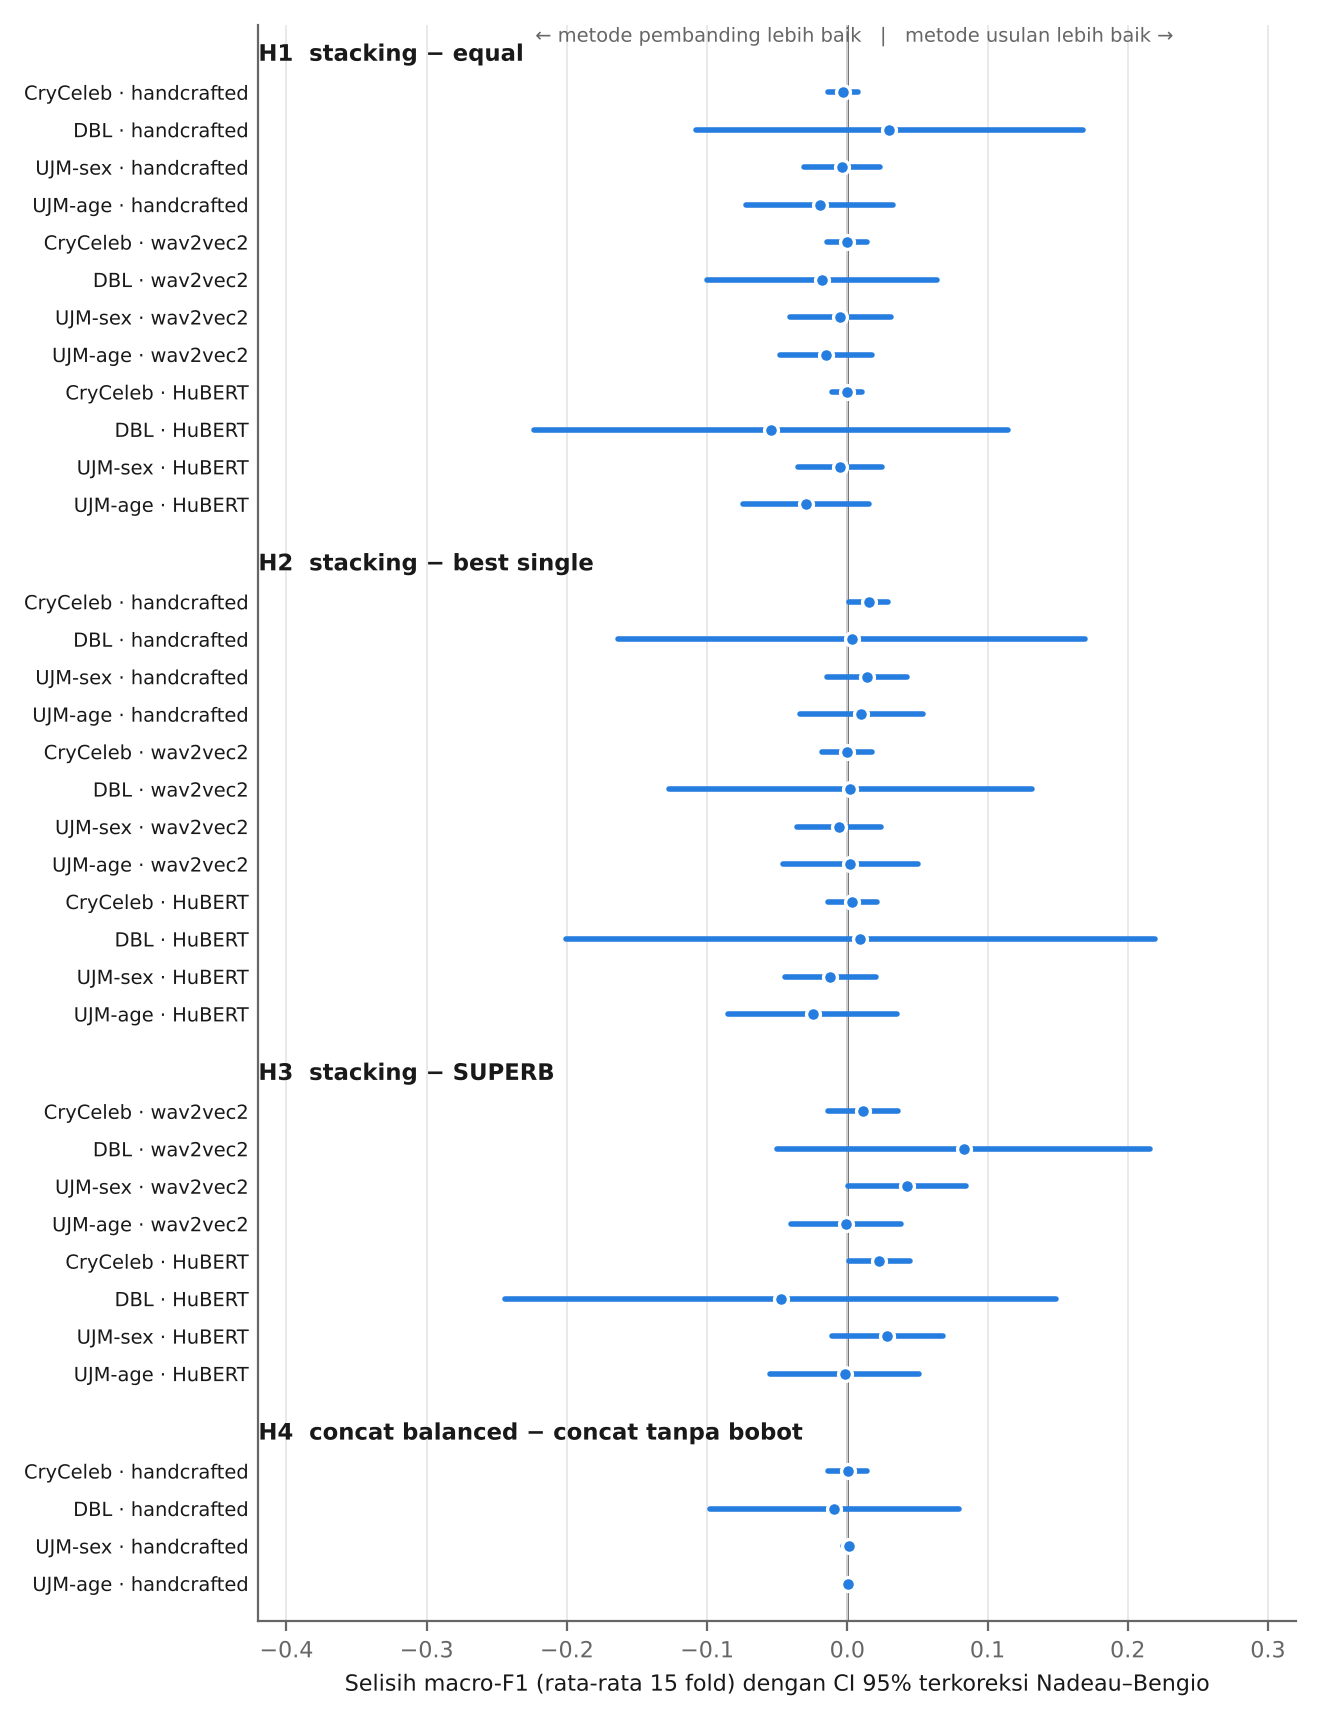 ← metode pembanding lebih baik | metode usulan lebih baik →
H1 stacking − equal
CryCeleb · handcrafted
DBL · handcrafted
UJM-sex · handcrafted
UJM-age · handcrafted
CryCeleb · wav2vec2
DBL · wav2vec2
UJM-sex · wav2vec2
UJM-age · wav2vec2
CryCeleb · HuBERT
DBL · HuBERT
UJM-sex · HuBERT
UJM-age · HuBERT
H2 stacking − best single
CryCeleb · handcrafted
DBL · handcrafted
UJM-sex · handcrafted
UJM-age · handcrafted
CryCeleb · wav2vec2
DBL · wav2vec2
UJM-sex · wav2vec2
UJM-age · wav2vec2
CryCeleb · HuBERT
DBL · HuBERT
UJM-sex · HuBERT
UJM-age · HuBERT
H3 stacking − SUPERB
CryCeleb · wav2vec2
DBL · wav2vec2
UJM-sex · wav2vec2
UJM-age · wav2vec2
CryCeleb · HuBERT
DBL · HuBERT
UJM-sex · HuBERT
UJM-age · HuBERT
H4 concat balanced − concat tanpa bobot
CryCeleb · handcrafted
DBL · handcrafted
UJM-sex · handcrafted
UJM-age · handcrafted
−0.4 −0.3 −0.2 −0.1 0.0 0.1 0.2 0.3
Selisih macro-F1 (rata-rata 15 fold) dengan CI 95% terkoreksi Nadeau–Bengio